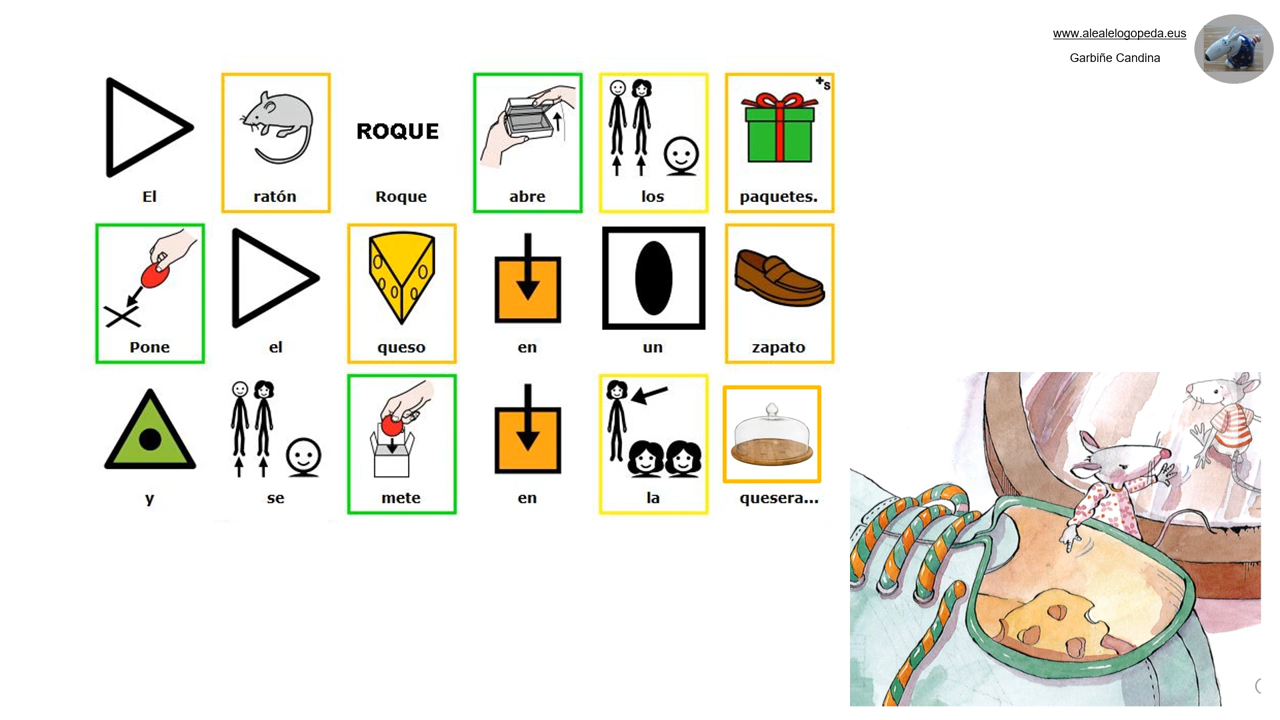 www.alealelogopeda.eus
Garbiñe Candina
ROQUE
El ratón Roque abre los paquetes.
+s
Pone el queso en un zapato
y se mete en la quesera...